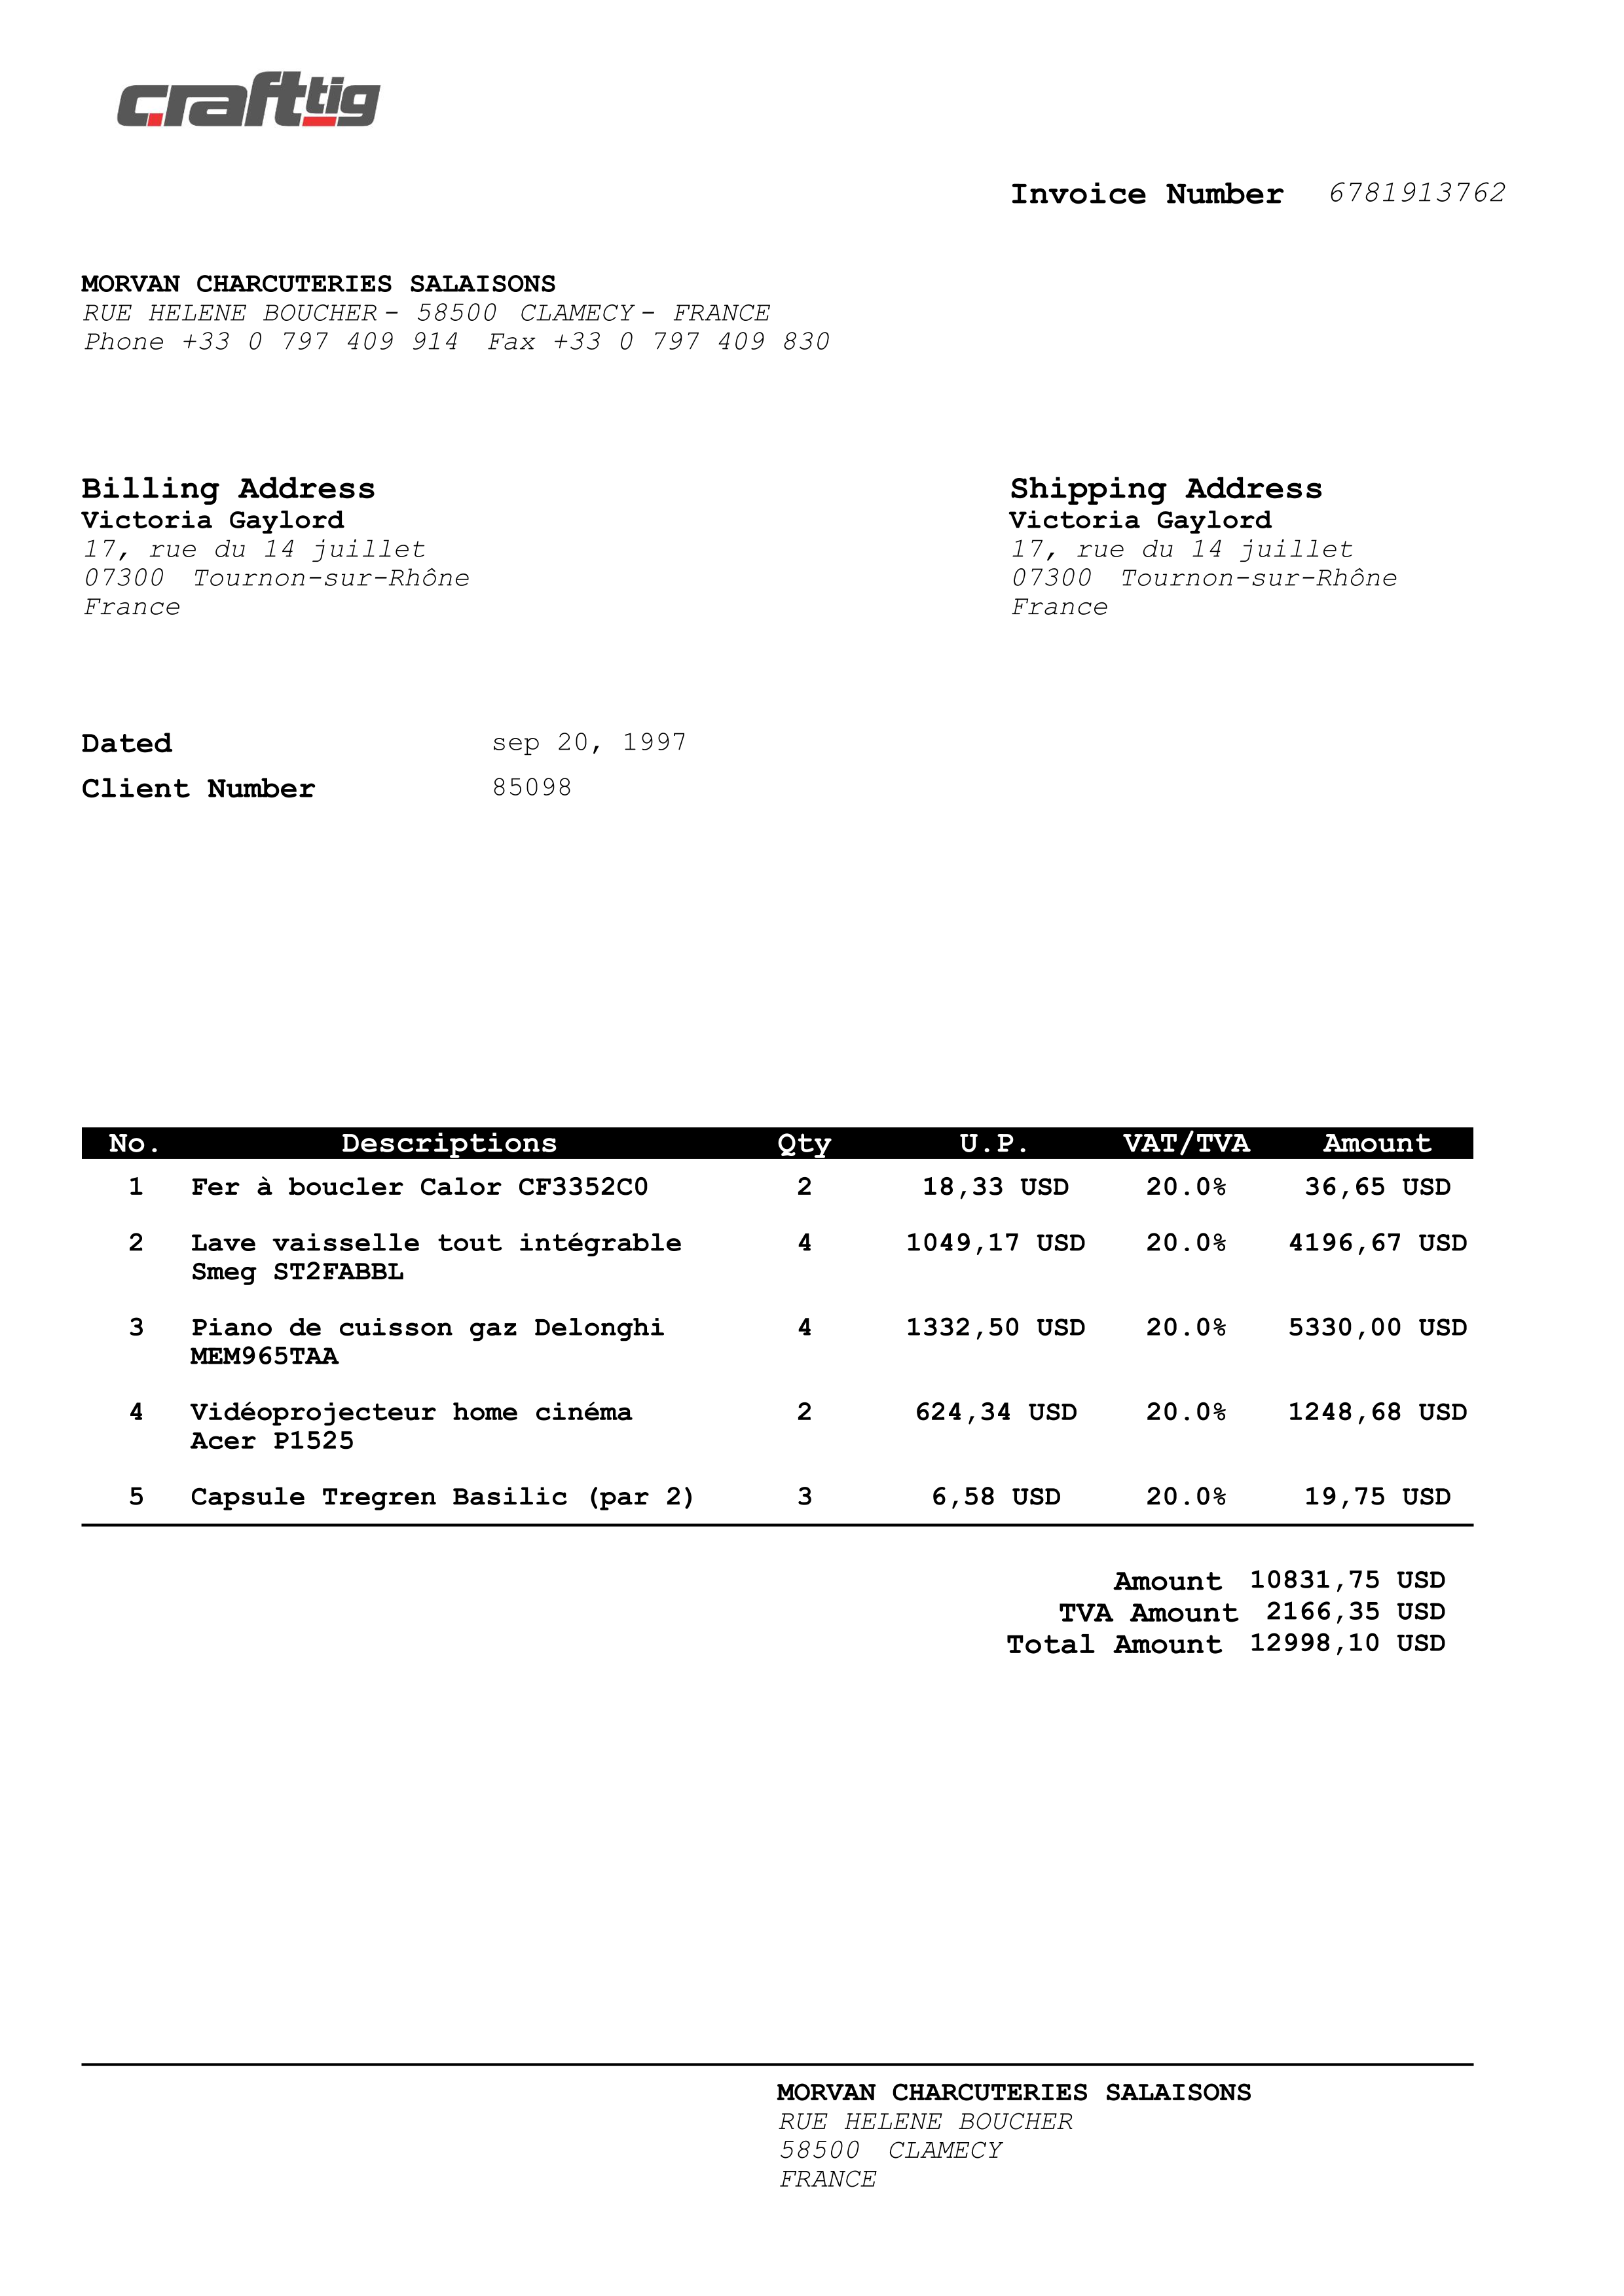 crafttig
Invoice Number 6781913762
MORVAN CHARCUTERIES SALAISONS
RUE HELENE BOUCHER - 58500 CLAMECY - FRANCE
Phone +33 0 797 409 914 Fax +33 0 797 409 830
Billing Address
Victoria Gaylord
17, rue du 14 juillet
07300 Tournon-sur-Rhône
France
Shipping Address
Victoria Gaylord
17, rue du 14 juillet
07300 Tournon-sur-Rhône
France
Dated sep 20, 1997
Client Number 85098
No. Descriptions Qty U.P. VAT/TVA Amount
1 Fer à boucler Calor CF3352C0 2 18,33 USD 20.0% 36,65 USD
2 Lave vaisselle tout intégrable 4 1049,17 USD 20.0% 4196,67 USD
Smeg ST2FABBL
3 Piano de cuisson gaz Delonghi 4 1332,50 USD 20.0% 5330,00 USD
MEM965TAA
4 Vidéoprojecteur home cinéma 2 624,34 USD 20.0% 1248,68 USD
Acer P1525
5 Capsule Tregren Basilic (par 2) 3 6,58 USD 20.0% 19,75 USD
Amount 10831,75 USD
TVA Amount 2166,35 USD
Total Amount 12998,10 USD
MORVAN CHARCUTERIES SALAISONS
RUE HELENE BOUCHER
58500 CLAMECY
FRANCE